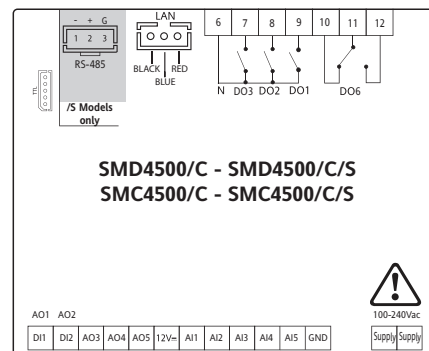 - + G
1 2 3
RS-485
LAN
BLACK RED
BLUE
6 7 8 9 10 11 12
N DO3 DO2 DO1 DO6
TTL
/S Models
only
SMD4500/C - SMD4500/C/S
SMC4500/C - SMC4500/C/S
100-240Vac
AO1 AO2
DI1 DI2 AO3 AO4 AO5 12V= AI1 AI2 AI3 AI4 AI5 GND
Supply Supply